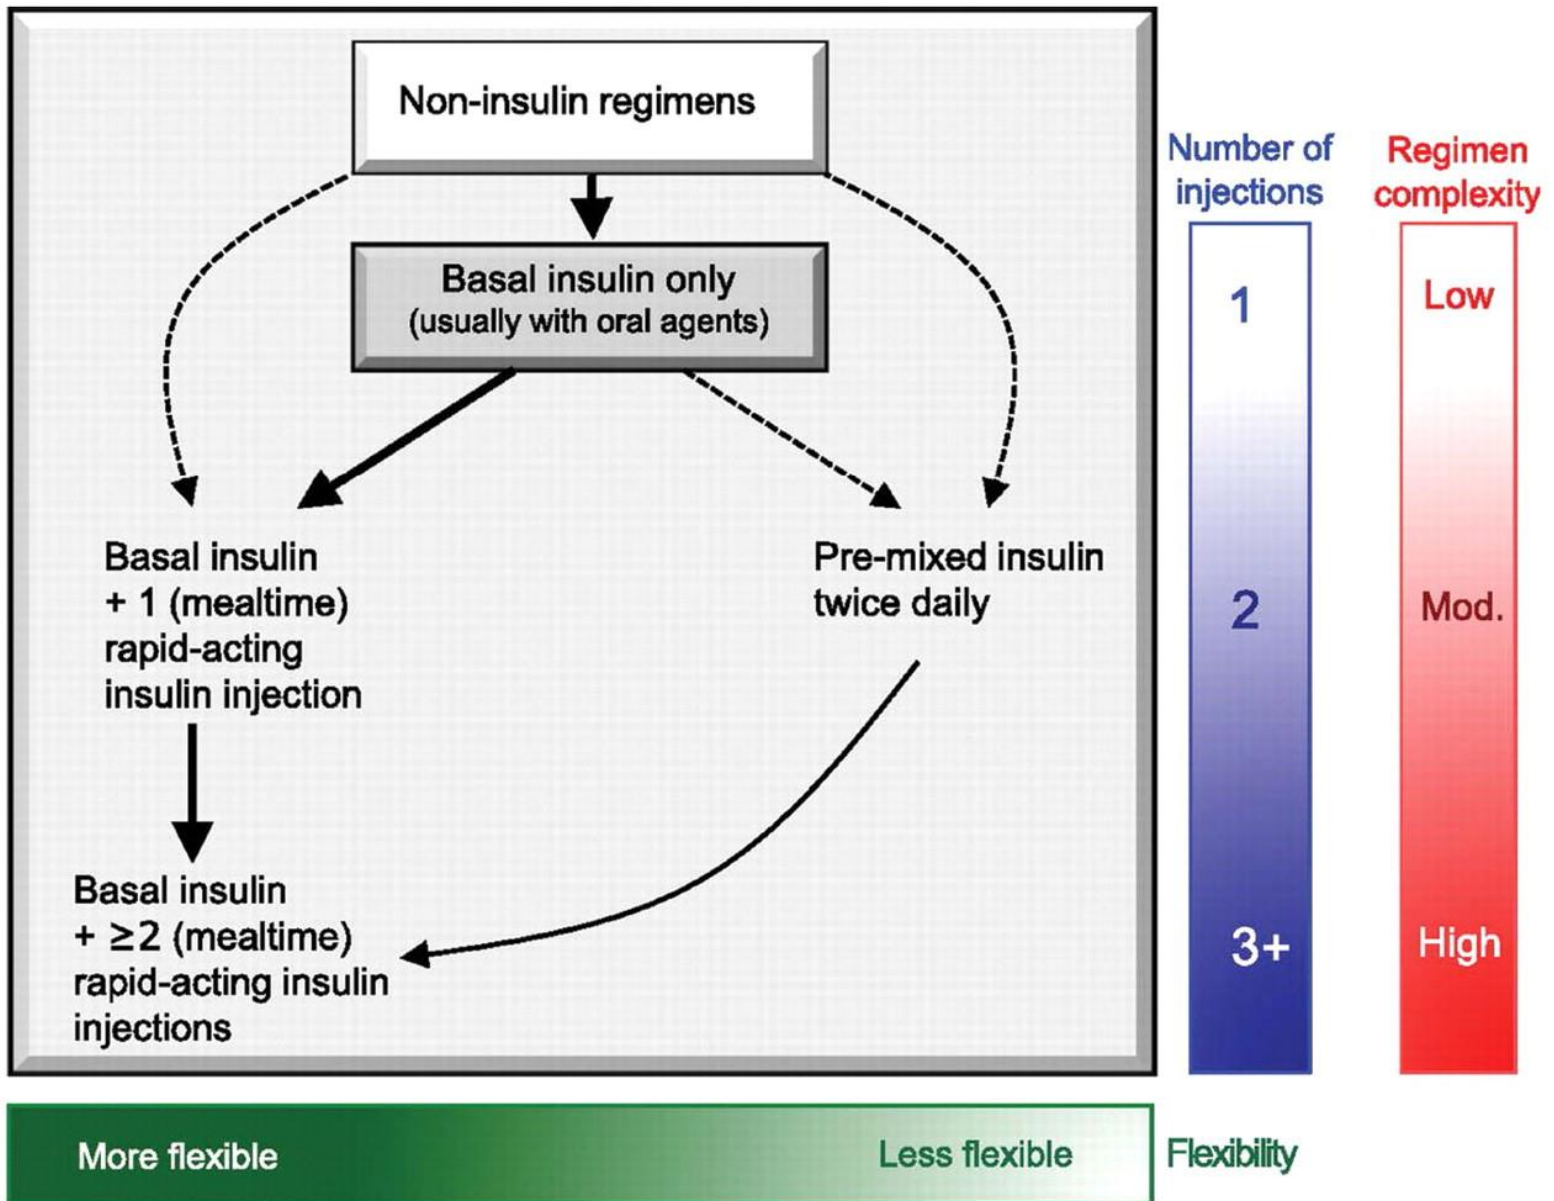 Non-insulin regimens
Number of
injections
Regimen
complexity
Basal insulin only
(usually with oral agents)
1
Low
Basal insulin
+ 1 (mealtime)
rapid-acting
insulin injection
Pre-mixed insulin
twice daily
2
Mod.
Basal insulin
+ ≥2 (mealtime)
rapid-acting insulin
injections
3+
High
More flexible
Less flexible
Flexibility